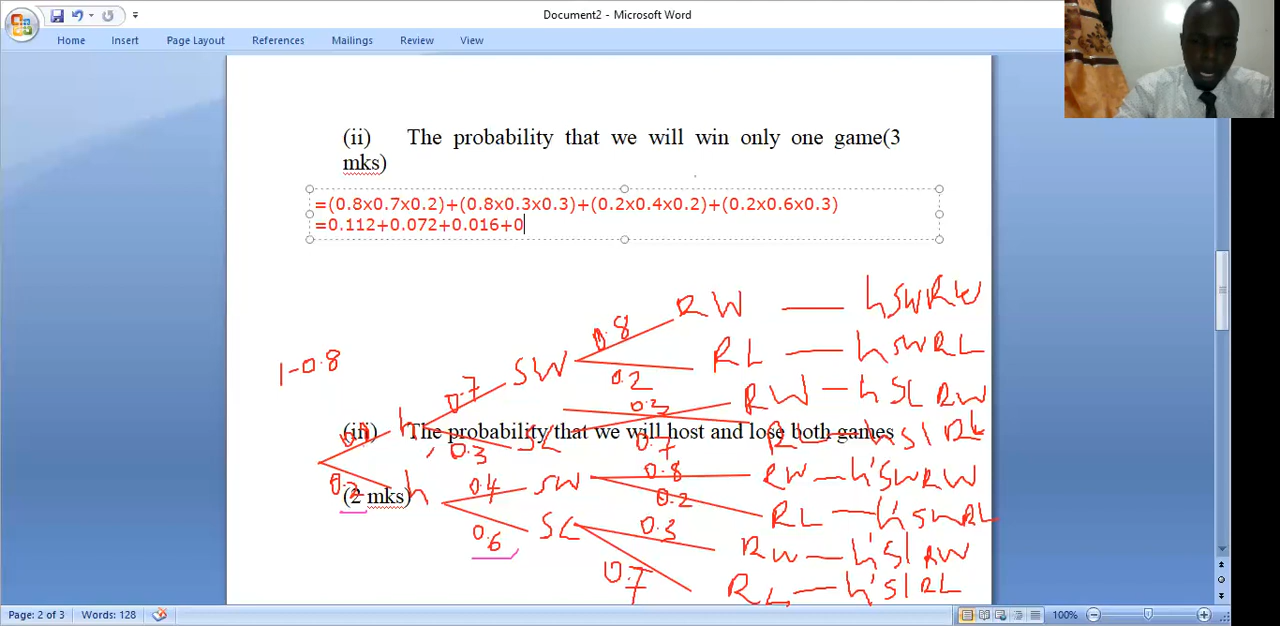 Document2 - Microsoft Word
Home Insert Page Layout References Mailings Review View
(ii) The probability that we will win only one game(3
mks)
=(0.8x0.7x0.2)+(0.8x0.3x0.3)+(0.2x0.4x0.2)+(0.2x0.6x0.3)
=0.112+0.072+0.016+0
RW — hSWRW
0.8
1-0.8
SW
RL — hSWRL
0.7
0.2
RW — hSLRW
0.3
h
(iii) The probability that we will host and lose both games
RL — hSlRL
0.3
SL
0.7
0.8
RW — h'SWRW
0.2
h
0.4
SW
(2 mks)
0.2
RL — h'SWRL
0.6
SL
0.3
RW — h'SlRW
0.7
RL — h'SlRL
Page: 2 of 3 Words: 128 100%